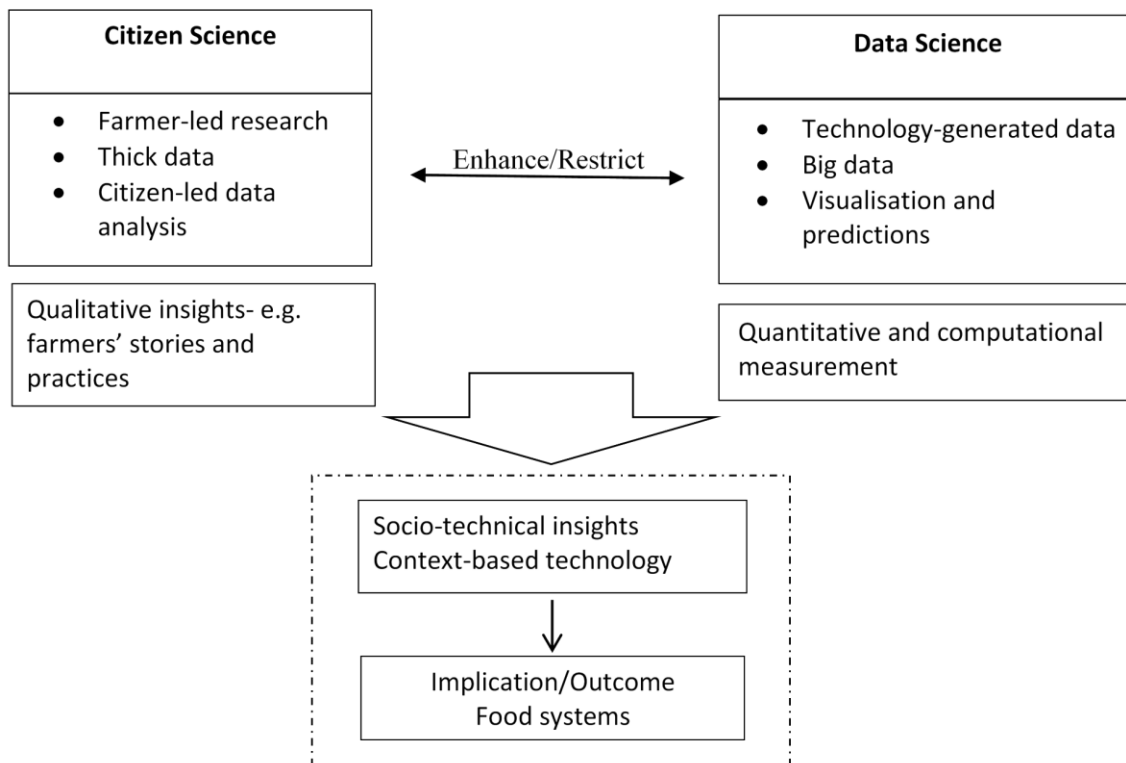 Citizen Science
• Farmer-led research
• Thick data
• Citizen-led data
analysis
Qualitative insights- e.g.
farmers’ stories and
practices
Enhance/Restrict
Data Science
• Technology-generated data
• Big data
• Visualisation and
predictions
Quantitative and computational
measurement
Socio-technical insights
Context-based technology
Implication/Outcome
Food systems